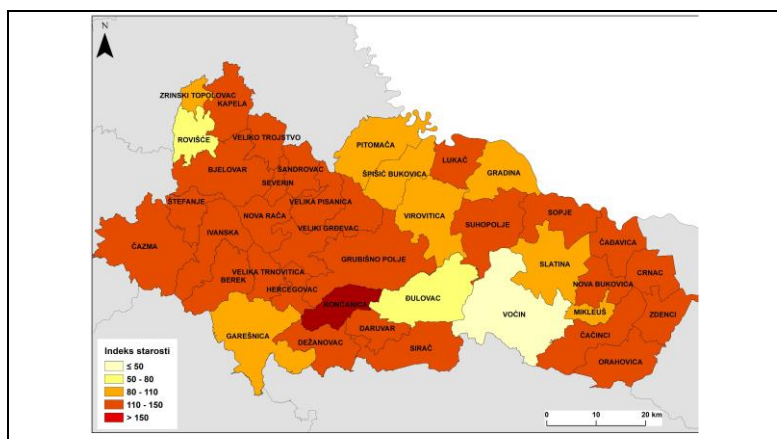 N
ZRINSKI TOPOLOVAC
KAPELA
ROVIŠĆE
VELIKO TROJSTVO
PITOMAČA
LUKAČ
BJELOVAR
ŠANDROVAC
ŠPIŠIĆ BUKOVICA
GRADINA
SEVERIN
ŠTEFANJE
VELIKA PISANICA
VIROVITICA
SOPJE
NOVA RAČA
SUHOPOLJE
IVANSKA
VELIKI GRĐEVAC
ČAĐAVICA
ČAZMA
GRUBIŠNO POLJE
SLATINA
VELIKA TRNOVITICA
CRNAC
BEREK
NOVA BUKOVICA
HERCEGOVAC
ĐULOVAC
KONČANICA
VOĆIN
MIKLEUŠ
ZDENCI
GAREŠNICA
DARUVAR
ČAČINCI
DEŽANOVAC
SIRAČ
ORAHOVICA
Indeks starosti
≤ 50
50 - 80
80 - 110
110 - 150
> 150
0 10 20 km